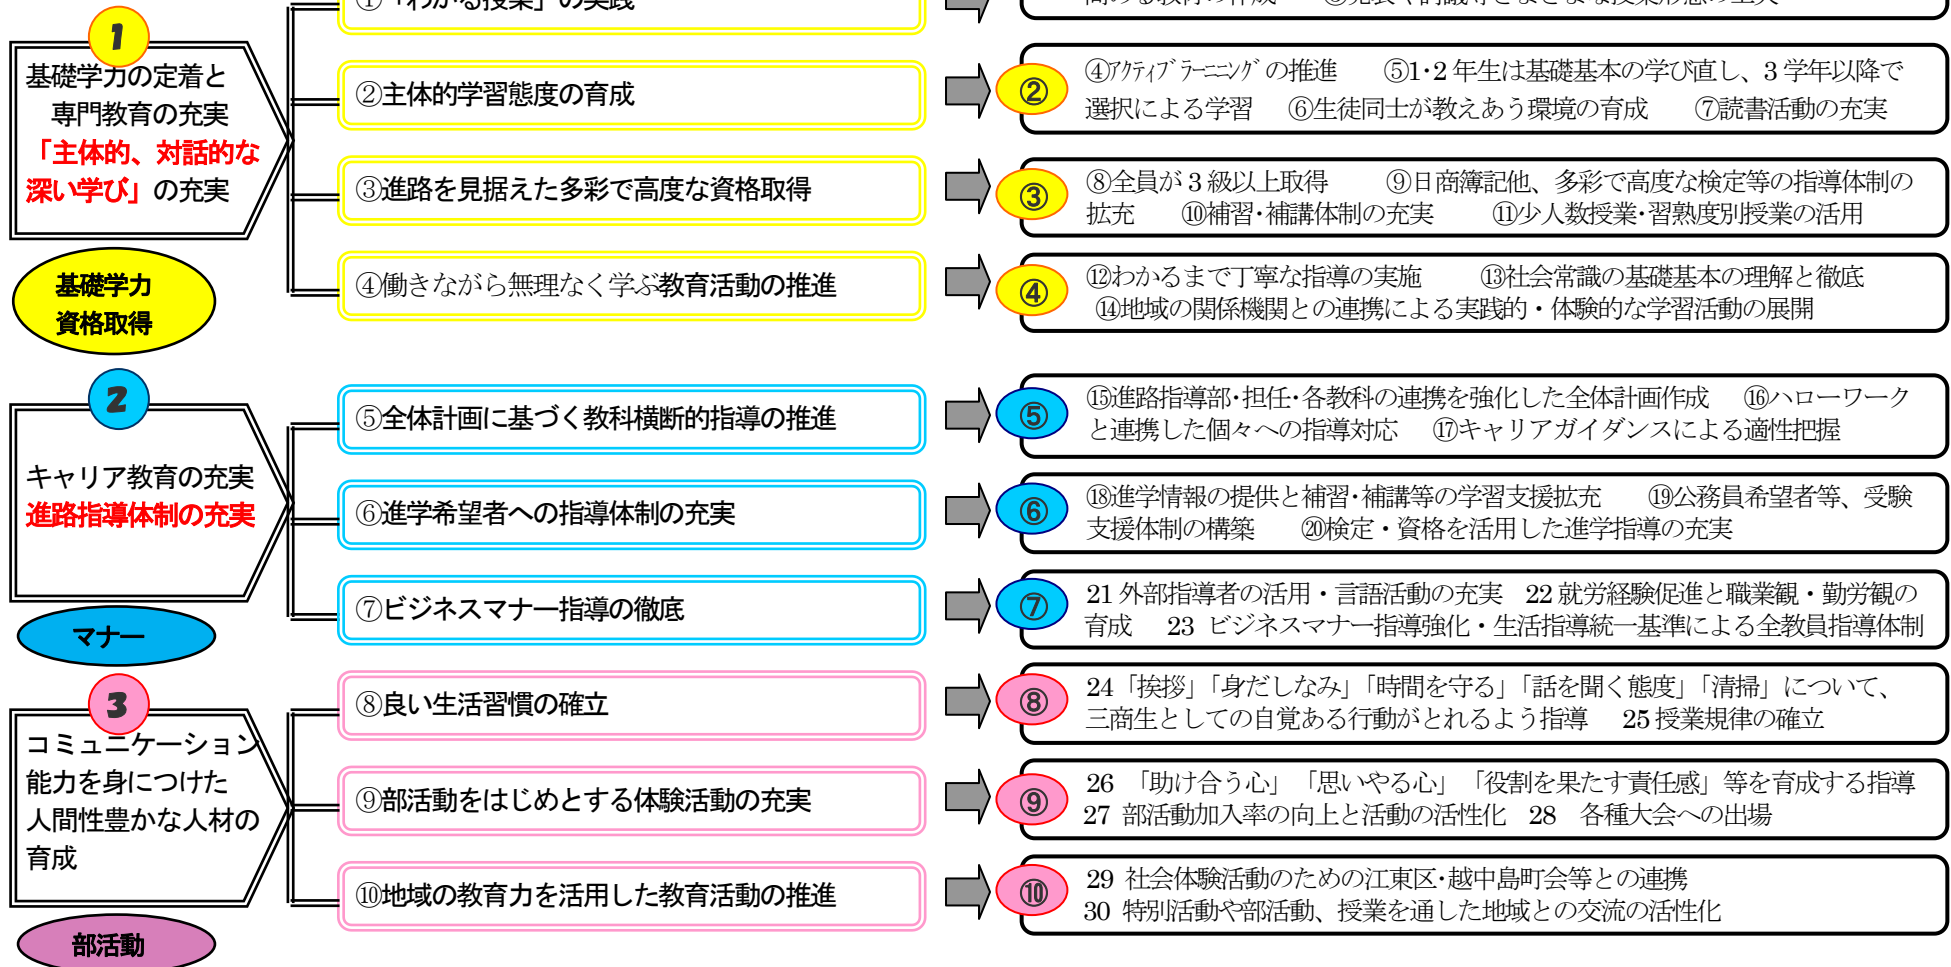 ①「わかる授業」の実践
1
基礎学力の定着と
専門教育の充実
「主体的、対話的な
深い学び」の充実
基礎学力
資格取得
②主体的学習態度の育成
②
④アクティブラーニングの推進 ⑤1・2年生は基礎基本の学び直し、3学年以降で
選択による学習 ⑥生徒同士が教えあう環境の育成 ⑦読書活動の充実
③進路を見据えた多彩で高度な資格取得
③
⑧全員が3級以上取得 ⑨日商簿記他、多彩で高度な検定等の指導体制の
拡充 ⑩補習・補講体制の充実 ⑪少人数授業・習熟度別授業の活用
④働きながら無理なく学ぶ教育活動の推進
④
⑫わかるまで丁寧な指導の実施 ⑬社会常識の基礎基本の理解と徹底
⑭地域の関係機関との連携による実践的・体験的な学習活動の展開
2
キャリア教育の充実
進路指導体制の充実
マナー
⑤全体計画に基づく教科横断的指導の推進
⑤
⑮進路指導部・担任・各教科の連携を強化した全体計画作成 ⑯ハローワーク
と連携した個々への指導対応 ⑰キャリアガイダンスによる適性把握
⑥進学希望者への指導体制の充実
⑥
⑱進学情報の提供と補習・補講等の学習支援拡充 ⑲公務員希望者等、受験
支援体制の構築 ⑳検定・資格を活用した進学指導の充実
⑦ビジネスマナー指導の徹底
⑦
21 外部指導者の活用・言語活動の充実 22 就労経験促進と職業観・勤労観の
育成 23 ビジネスマナー指導強化・生活指導統一基準による全教員指導体制
3
コミュニケーション
能力を身につけた
人間性豊かな人材の
育成
部活動
⑧良い生活習慣の確立
⑧
24「挨拶」「身だしなみ」「時間を守る」「話を聞く態度」「清掃」について、
三商生としての自覚ある行動がとれるよう指導 25 授業規律の確立
⑨部活動をはじめとする体験活動の充実
⑨
26 「助け合う心」「思いやる心」「役割を果たす責任感」等を育成する指導
27 部活動加入率の向上と活動の活性化 28 各種大会への出場
⑩地域の教育力を活用した教育活動の推進
⑩
29 社会体験活動のための江東区・越中島町会等との連携
30 特別活動や部活動、授業を通した地域との交流の活性化